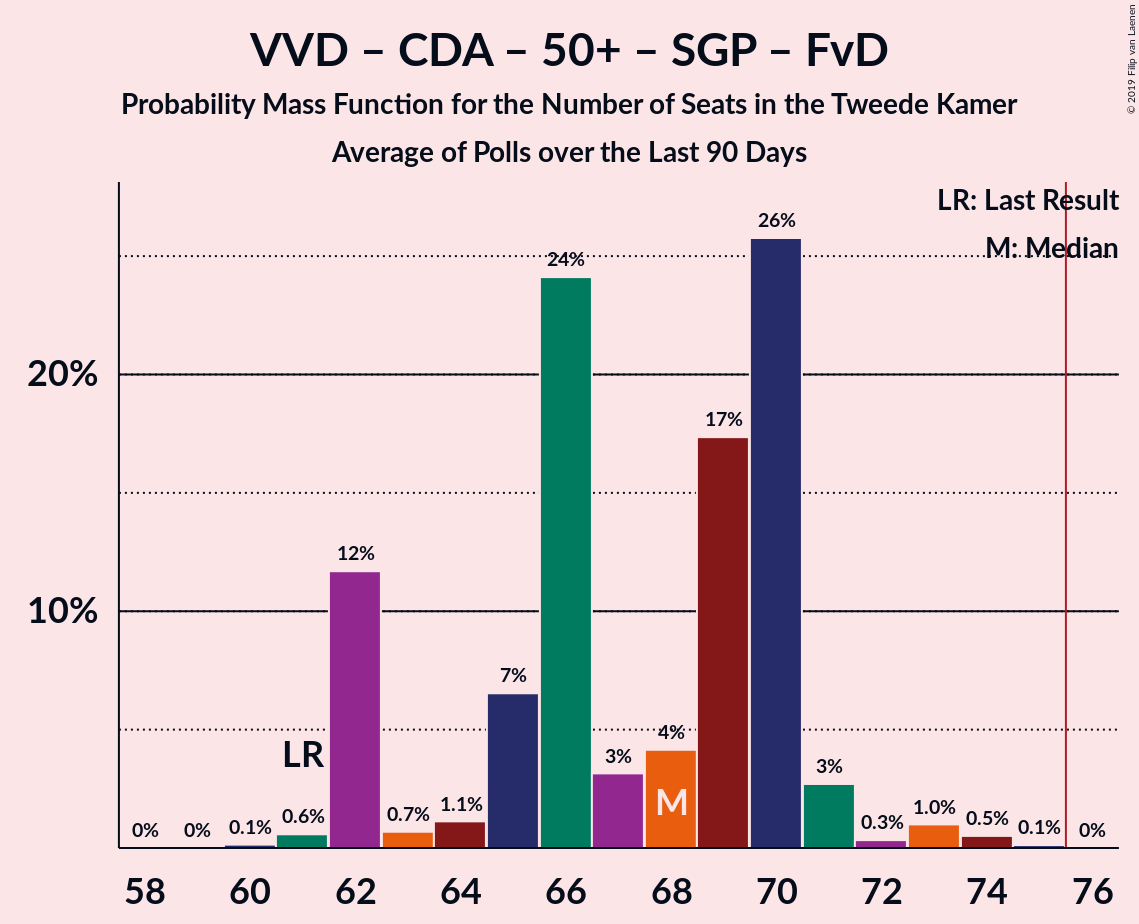 VVD – CDA – 50+ – SGP – FvD
Probability Mass Function for the Number of Seats in the Tweede Kamer
Average of Polls over the Last 90 Days
© 2019 Filip van Laenen
LR: Last Result
M: Median
20%
10%
0%
0%
0.1%
0.6%
12%
0.7%
1.1%
7%
24%
3%
4%
17%
26%
3%
0.3%
1.0%
0.5%
0.1%
0%
LR
M
58 60 62 64 66 68 70 72 74 76